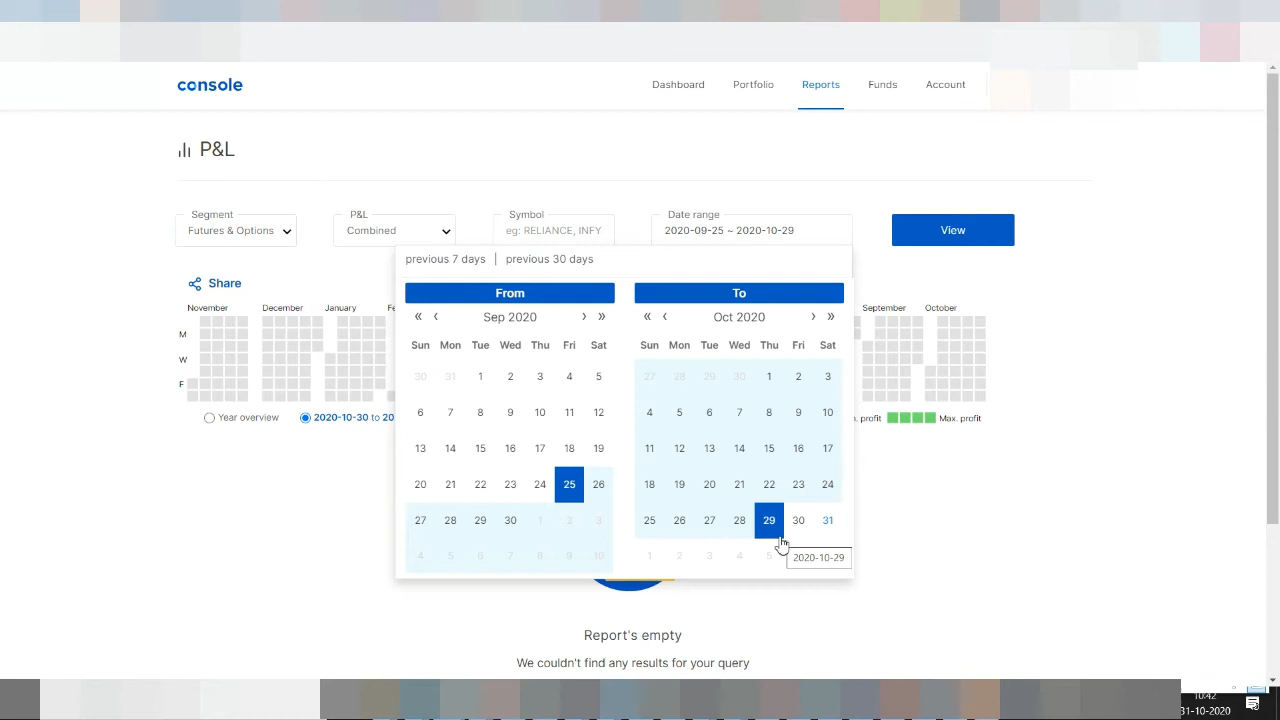 console
Dashboard Portfolio Reports Funds Account
P&L
Segment P&L Symbol Date range
Futures & Options Combined eg: RELIANCE, INFY 2020-09-25 ~ 2020-10-29 View
previous 7 days | previous 30 days
Share
From To
November December January September October
« ‹ Sep 2020 › » « ‹ Oct 2020 › »
M
Sun Mon Tue Wed Thu Fri Sat Sun Mon Tue Wed Thu Fri Sat
W
30 31 1 2 3 4 5 27 28 29 30 1 2 3
F
6 7 8 9 10 11 12 4 5 6 7 8 9 10
Year overview 2020-10-30 to 20 profit Max. profit
13 14 15 16 17 18 19 11 12 13 14 15 16 17
20 21 22 23 24 25 26 18 19 20 21 22 23 24
27 28 29 30 1 2 3 25 26 27 28 29 30 31
4 5 6 7 8 9 10 1 2 3 4 5
2020-10-29
Report's empty
We couldn't find any results for your query
10:42
31-10-2020